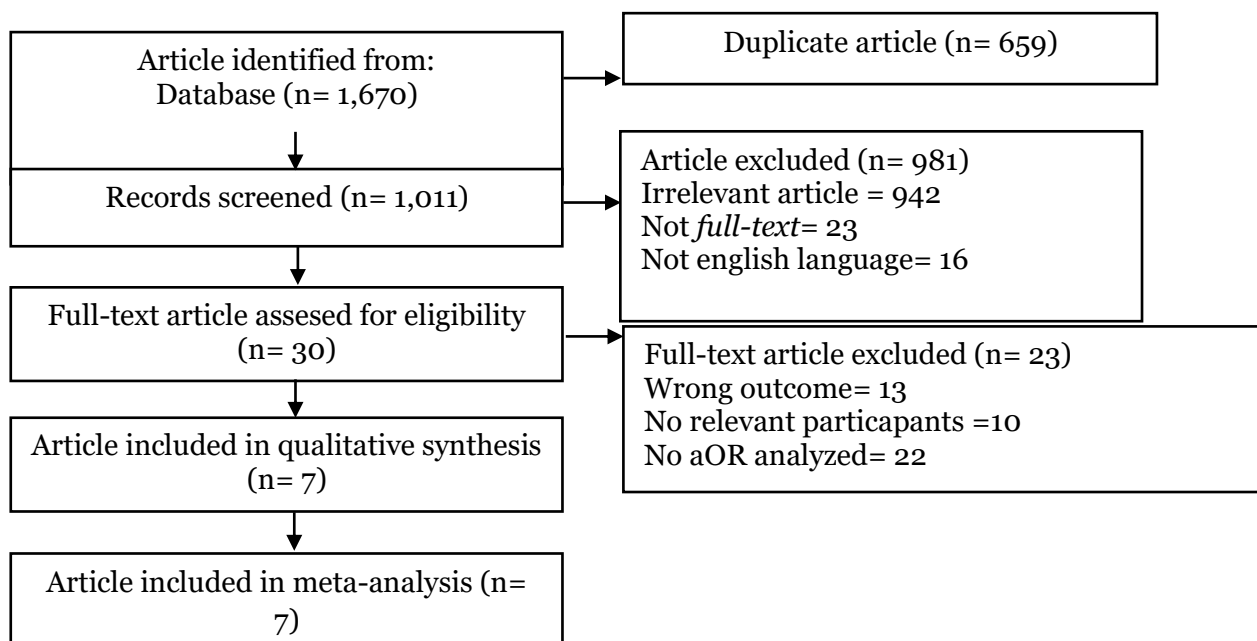 Article identified from:
Database (n= 1,670)
Duplicate article (n= 659)
Records screened (n= 1,011)
Article excluded (n= 981)
Irrelevant article = 942
Not full-text= 23
Not english language= 16
Full-text article assesed for eligibility
(n= 30)
Full-text article excluded (n= 23)
Wrong outcome= 13
No relevant particapants =10
No aOR analyzed= 22
Article included in qualitative synthesis
(n= 7)
Article included in meta-analysis (n=
7)